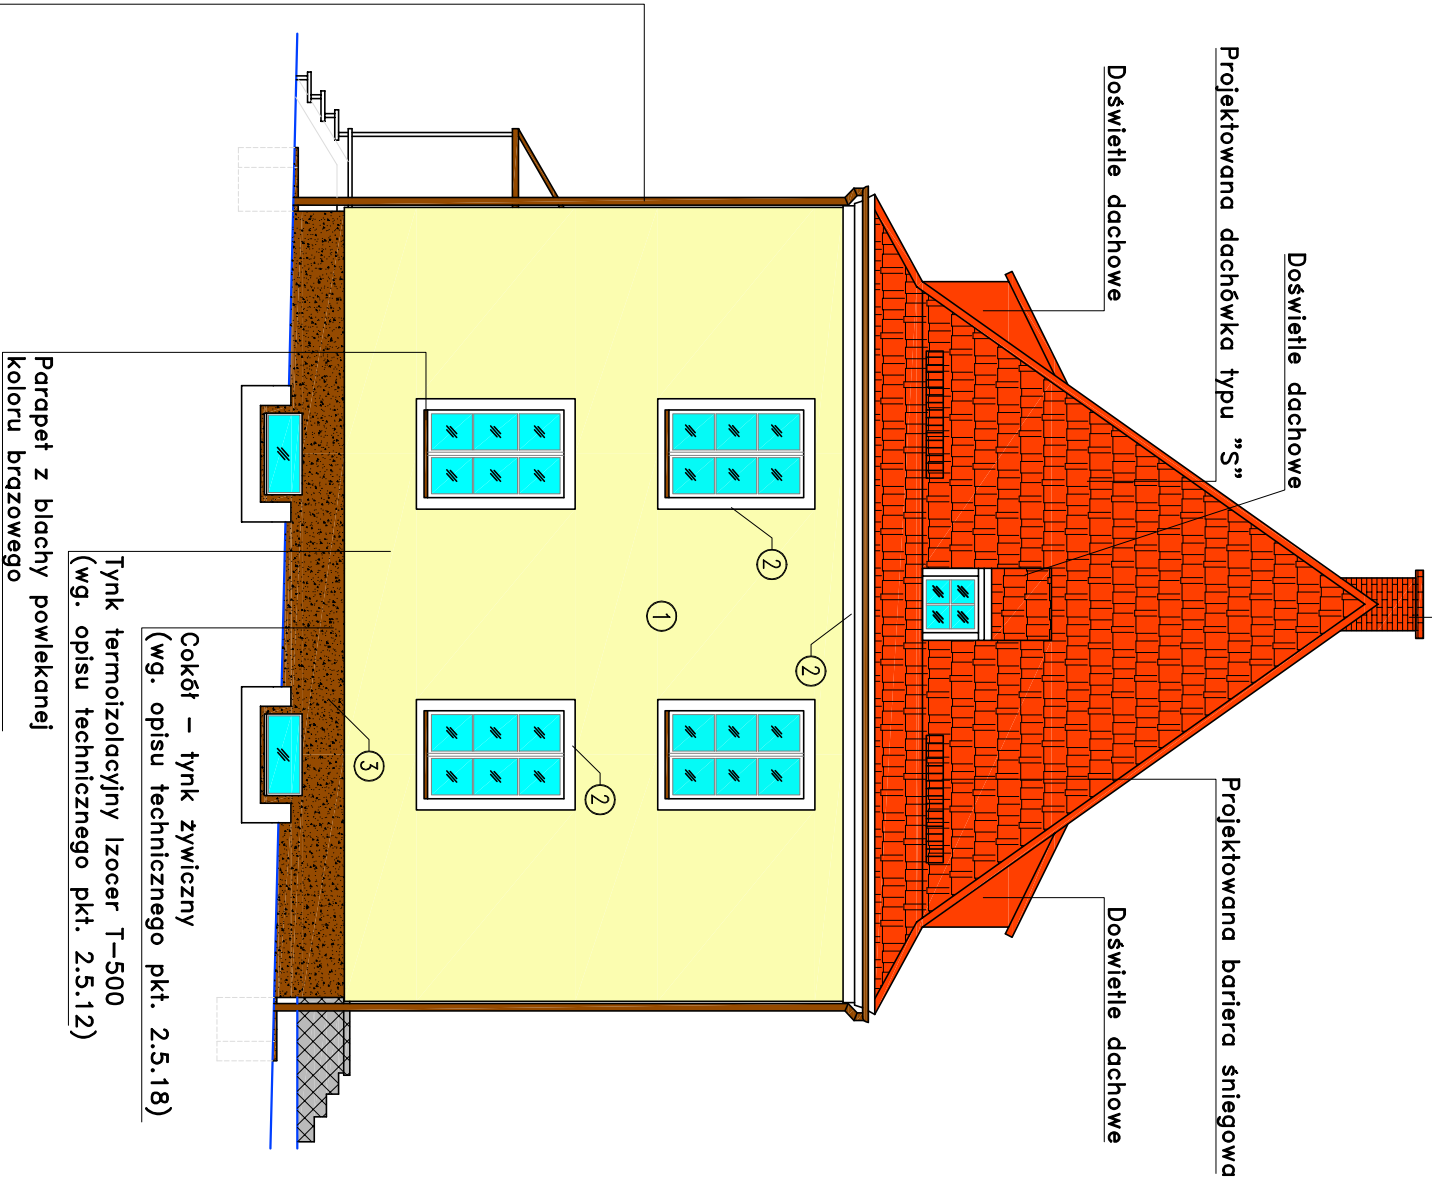 Doświetle dachowe
Projektowana dachówka typu "S"
Doświetle dachowe
Projektowana bariera śniegowa
Doświetle dachowe
2
2
1
2
3
Cokół - tynk żywiczny
(wg. opisu technicznego pkt. 2.5.18)
Tynk termoizolacyjny Izocer T-500
(wg. opisu technicznego pkt. 2.5.12)
Parapet z blachy powlekanej
koloru brązowego